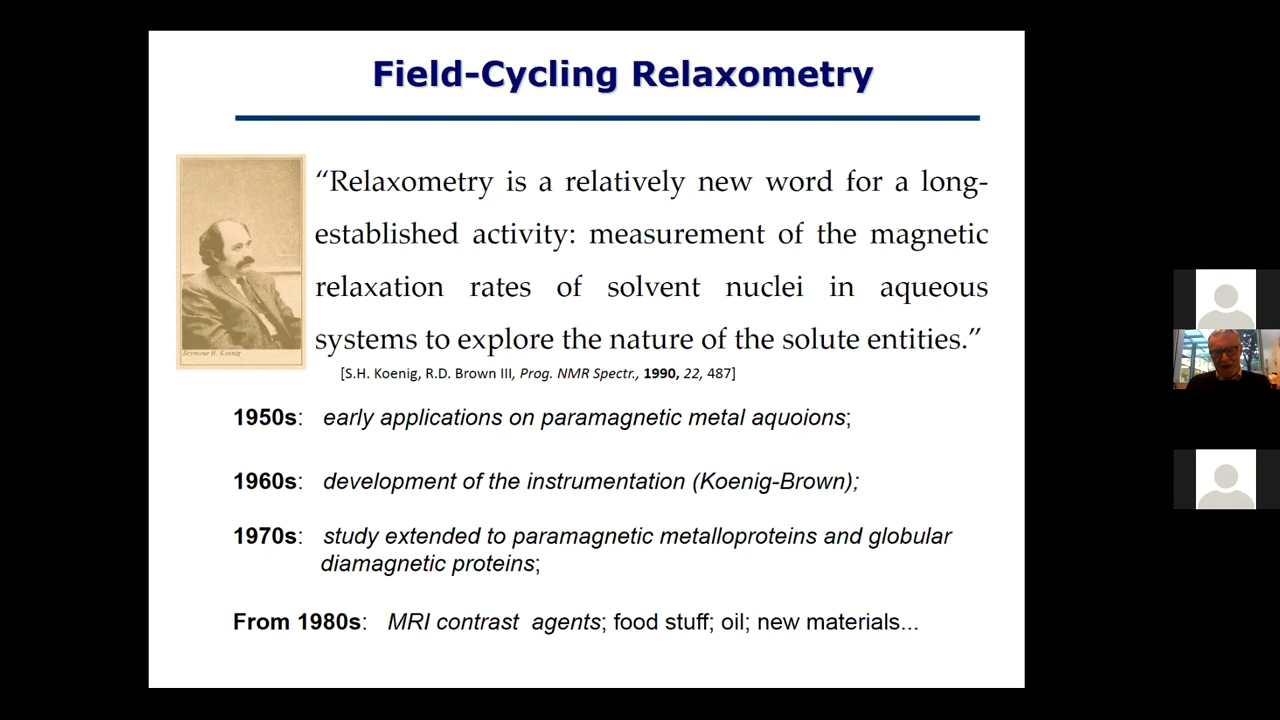 Field-Cycling Relaxometry
“Relaxometry is a relatively new word for a long-
established activity: measurement of the magnetic
relaxation rates of solvent nuclei in aqueous
systems to explore the nature of the solute entities.”
Seymour H. Koenig
[S.H. Koenig, R.D. Brown III, Prog. NMR Spectr., 1990, 22, 487]
1950s: early applications on paramagnetic metal aquoions;
1960s: development of the instrumentation (Koenig-Brown);
1970s: study extended to paramagnetic metalloproteins and globular
diamagnetic proteins;
From 1980s: MRI contrast agents; food stuff; oil; new materials...